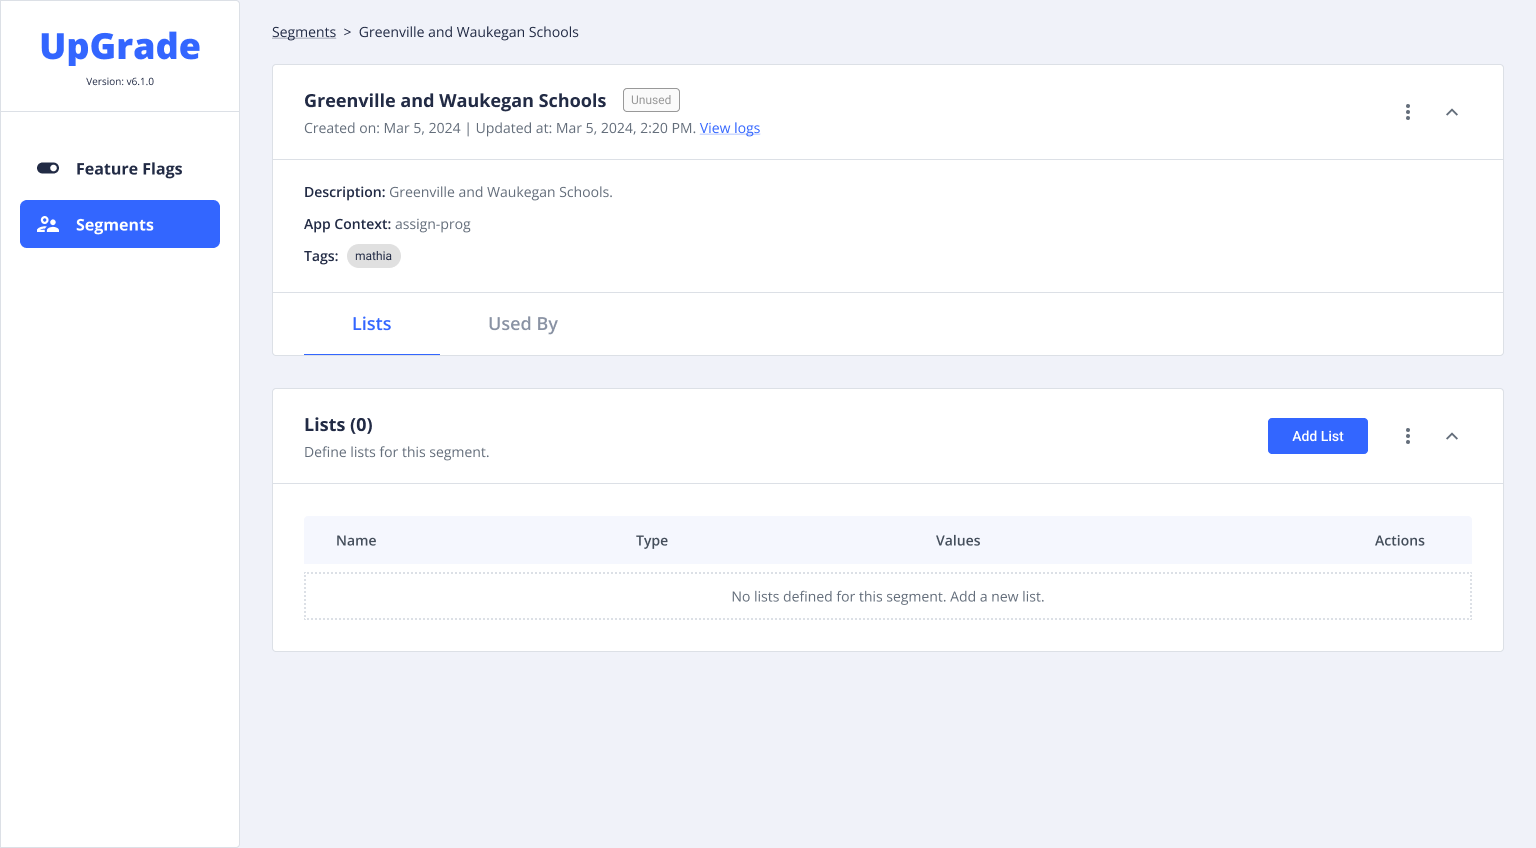 UpGrade
Version: v6.1.0
Feature Flags
Segments
Segments > Greenville and Waukegan Schools
Greenville and Waukegan Schools Unused
Created on: Mar 5, 2024 | Updated at: Mar 5, 2024, 2:20 PM. View logs
Description: Greenville and Waukegan Schools.
App Context: assign-prog
Tags: mathia
Lists Used By
Lists (0)
Define lists for this segment.
Add List
Name Type Values Actions
No lists defined for this segment. Add a new list.